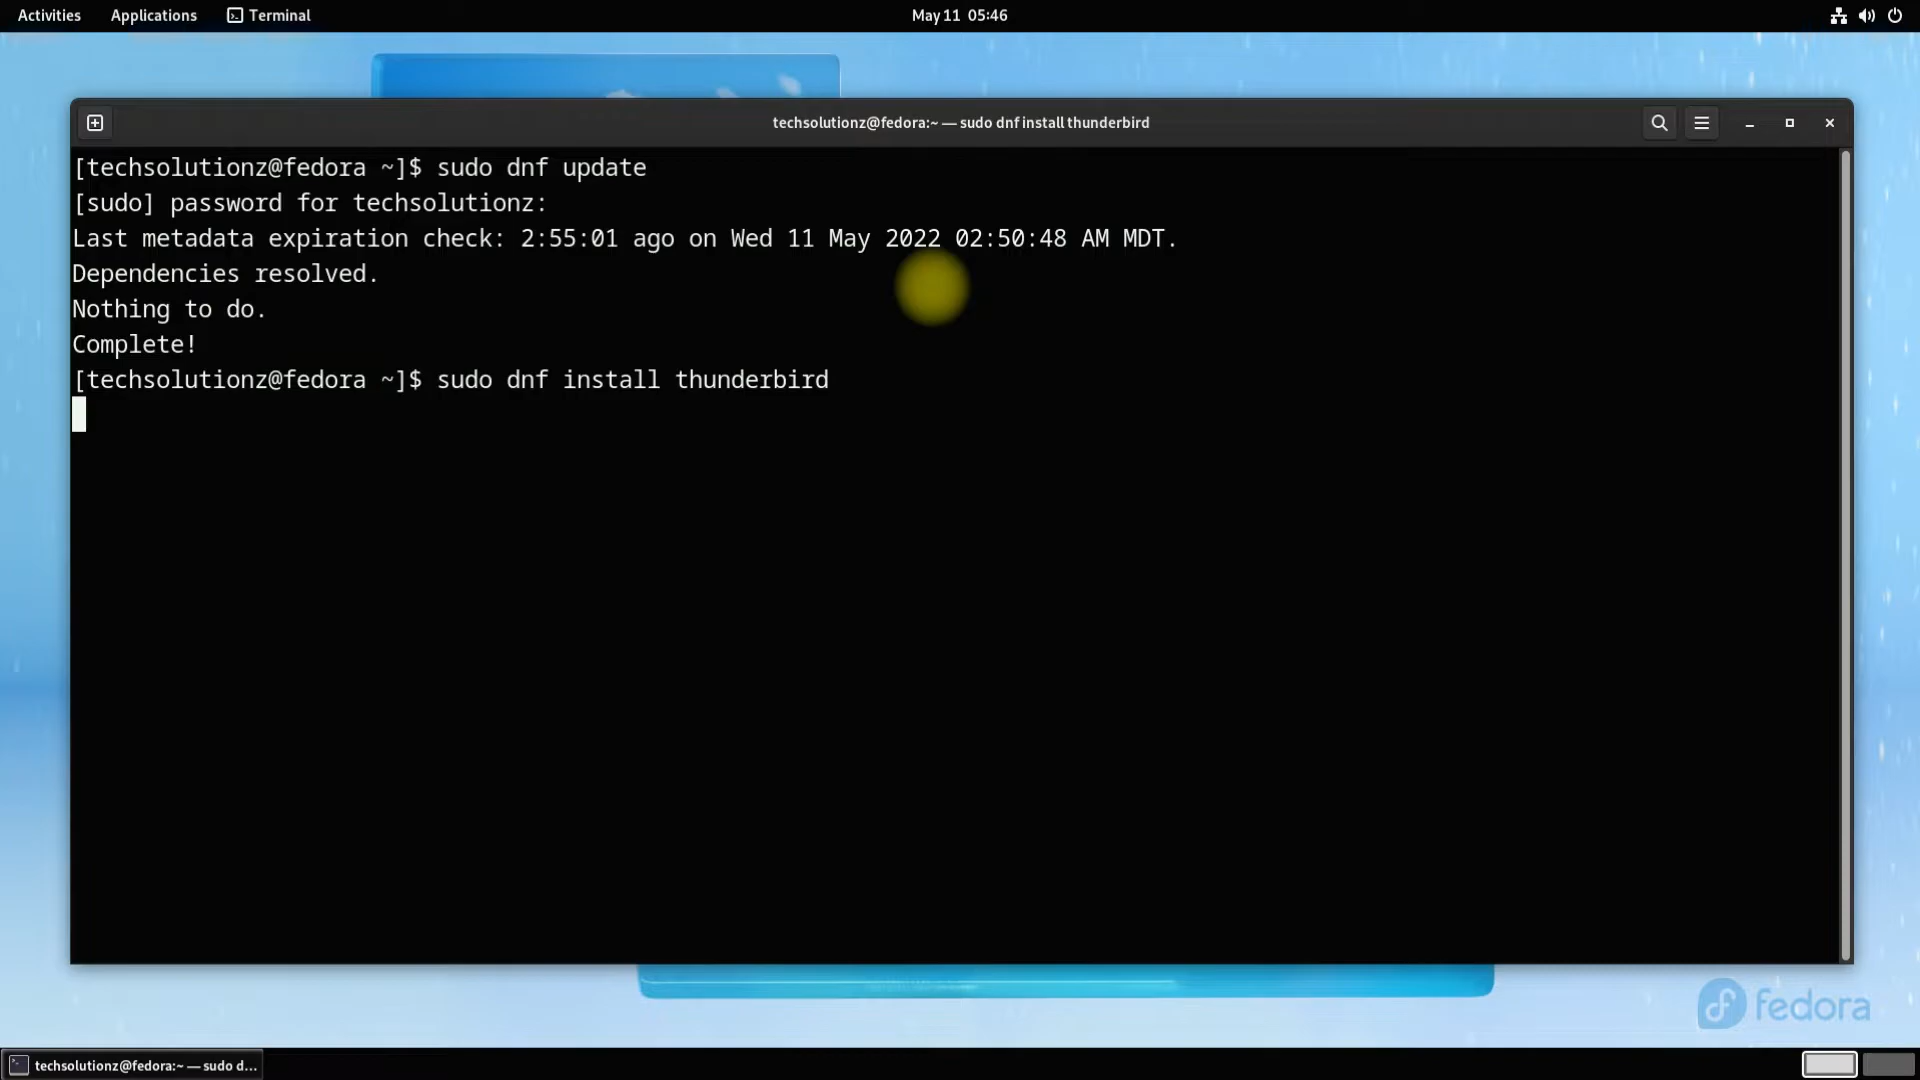 Activities Applications Terminal May 11 05:46
techsolutionz@fedora:~ — sudo dnf install thunderbird
[techsolutionz@fedora ~]$ sudo dnf update
[sudo] password for techsolutionz:
Last metadata expiration check: 2:55:01 ago on Wed 11 May 2022 02:50:48 AM MDT.
Dependencies resolved.
Nothing to do.
Complete!
[techsolutionz@fedora ~]$ sudo dnf install thunderbird
fedora
techsolutionz@fedora:~ — sudo d...